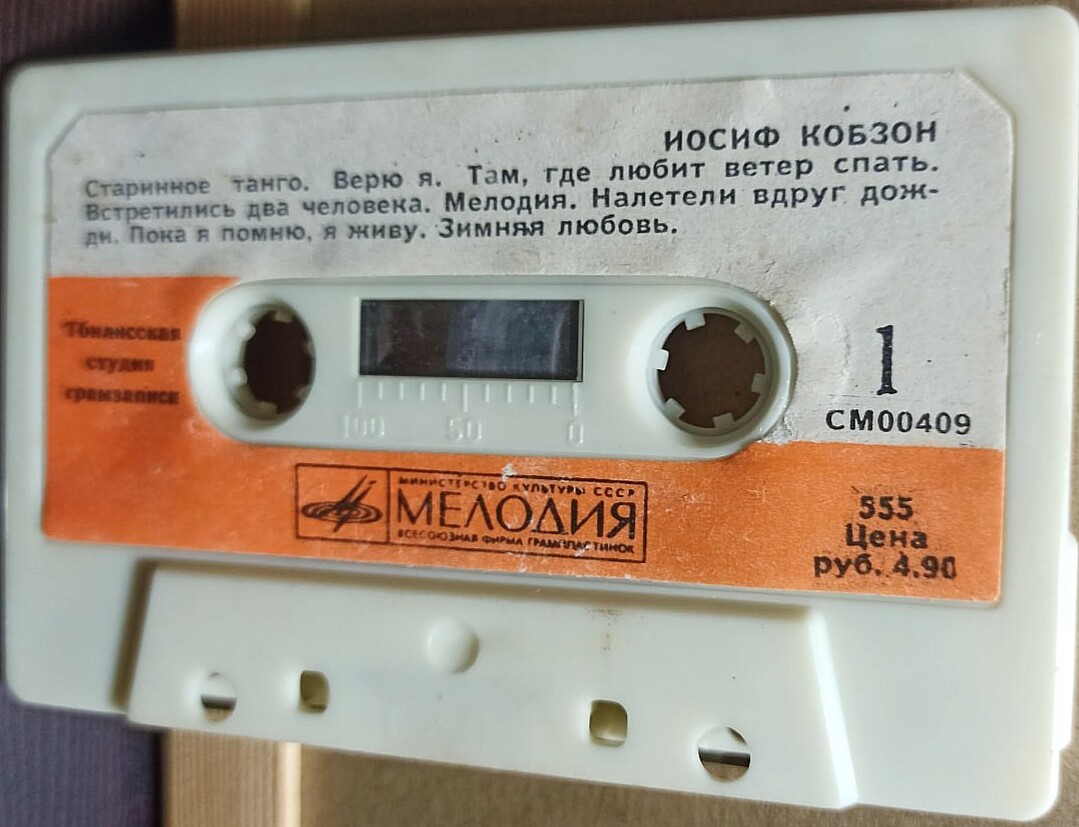 ИОСИФ КОБЗОН
Старинное танго. Верю я. Там, где любит ветер спать.
Встретились два человека. Мелодия. Налетели вдруг дож-
ди. Пока я помню, я живу. Зимняя любовь.
Тбилисская
студия
грамзаписи
1
СМ00409
100 50 0
МИНИСТЕРСТВО КУЛЬТУРЫ СССР
МЕЛОДИЯ
ВСЕСОЮЗНАЯ ФИРМА ГРАМПЛАСТИНОК
555
Цена
руб. 4.90